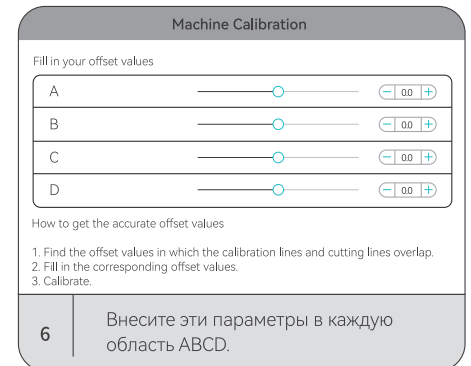 Machine Calibration
Fill in your offset values
A − 0.0 +
B − 0.0 +
C − 0.0 +
D − 0.0 +
How to get the accurate offset values
1. Find the offset values in which the calibration lines and cutting lines overlap.
2. Fill in the corresponding offset values.
3. Calibrate.
6
Внесите эти параметры в каждую
область ABCD.